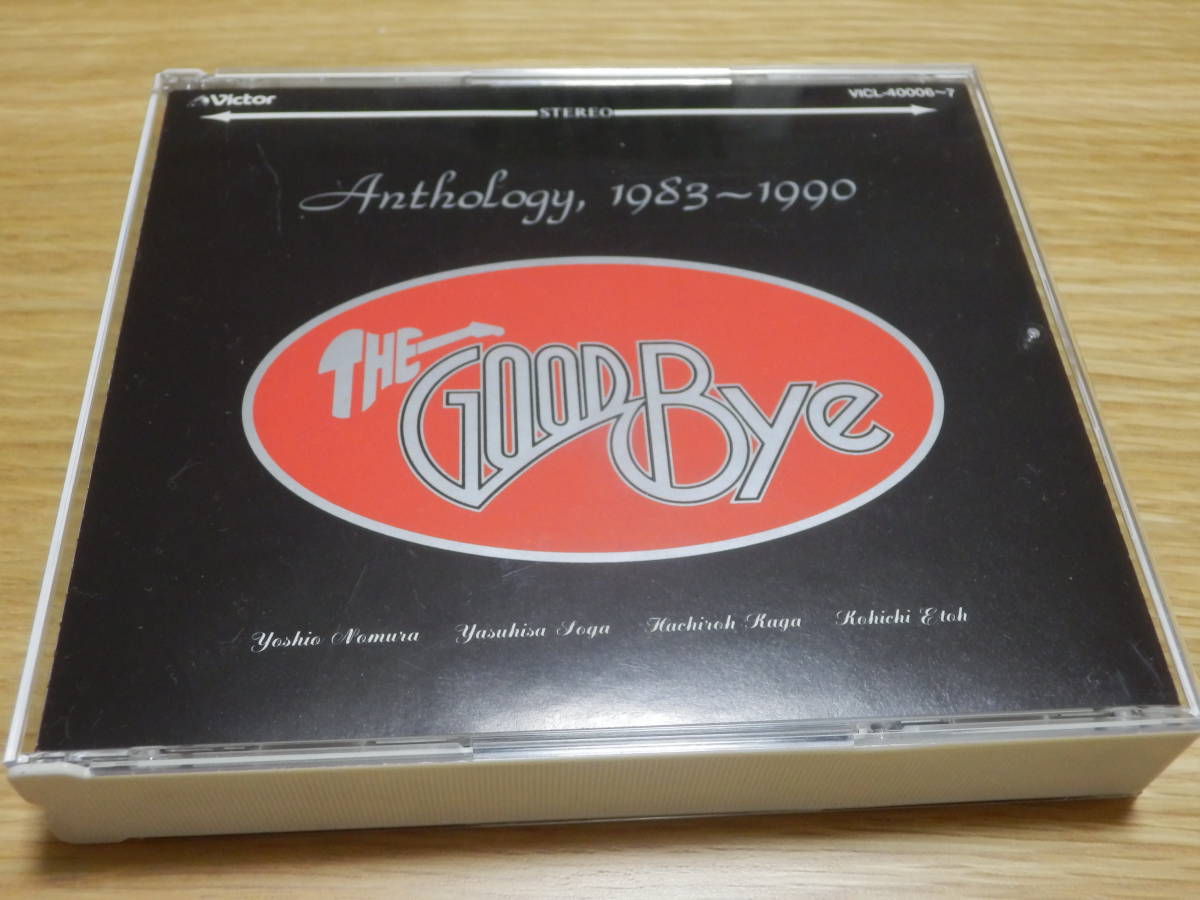 Victor
VICL-40006~7
STEREO
Anthology, 1983~1990
THE GOOD-BYE
Yoshio Nomura Yasuhisa Soga Hachiroh Kaga Kohichi Etoh